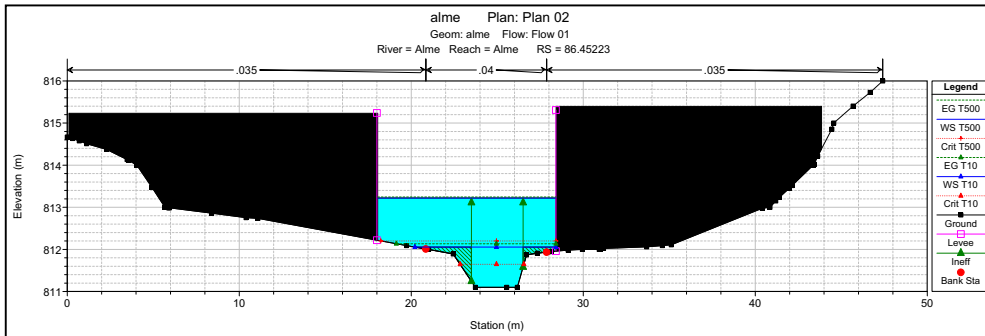 alme Plan: Plan 02
Geom: alme Flow: Flow 01
River = Alme Reach = Alme RS = 86.45223
.035 .04 .035
816
815
814
813
812
811
Elevation (m)
0 10 20 30 40 50
Station (m)
Legend
EG T500
WS T500
Crit T500
EG T10
WS T10
Crit T10
Ground
Levee
Ineff
Bank Sta